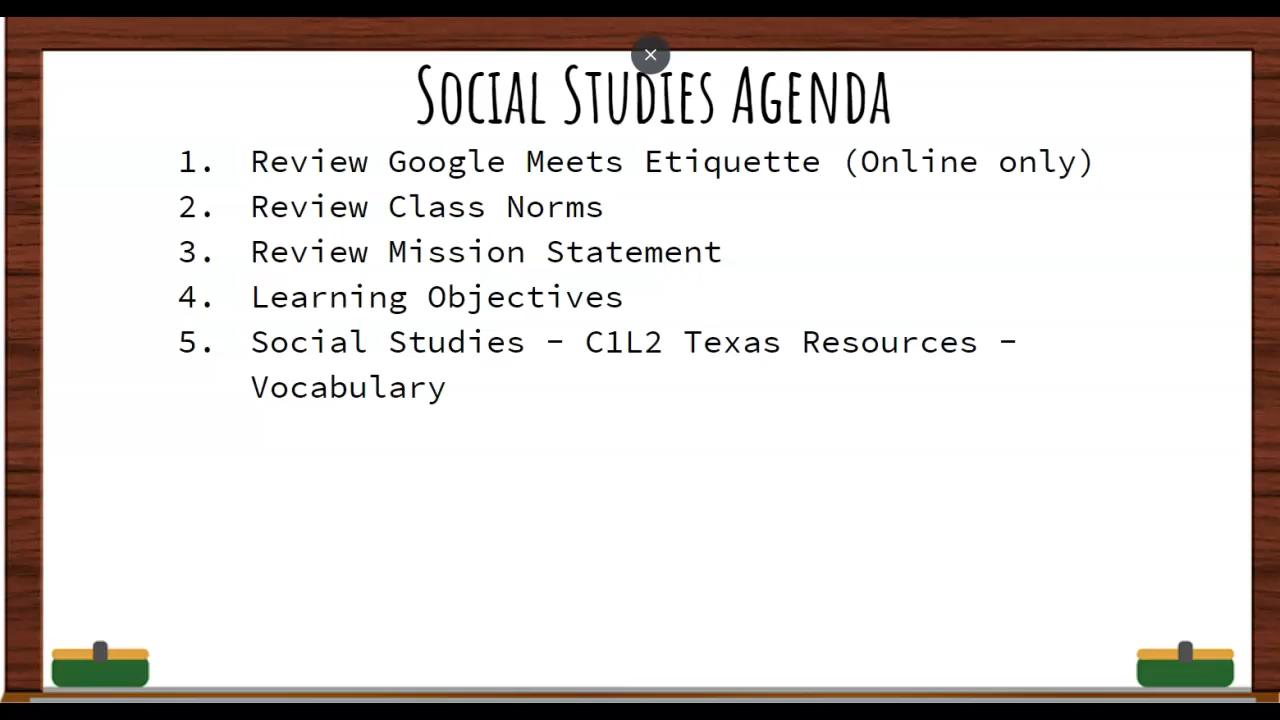 Social Studies Agenda
1. Review Google Meets Etiquette (Online only)
2. Review Class Norms
3. Review Mission Statement
4. Learning Objectives
5. Social Studies - C1L2 Texas Resources -
Vocabulary